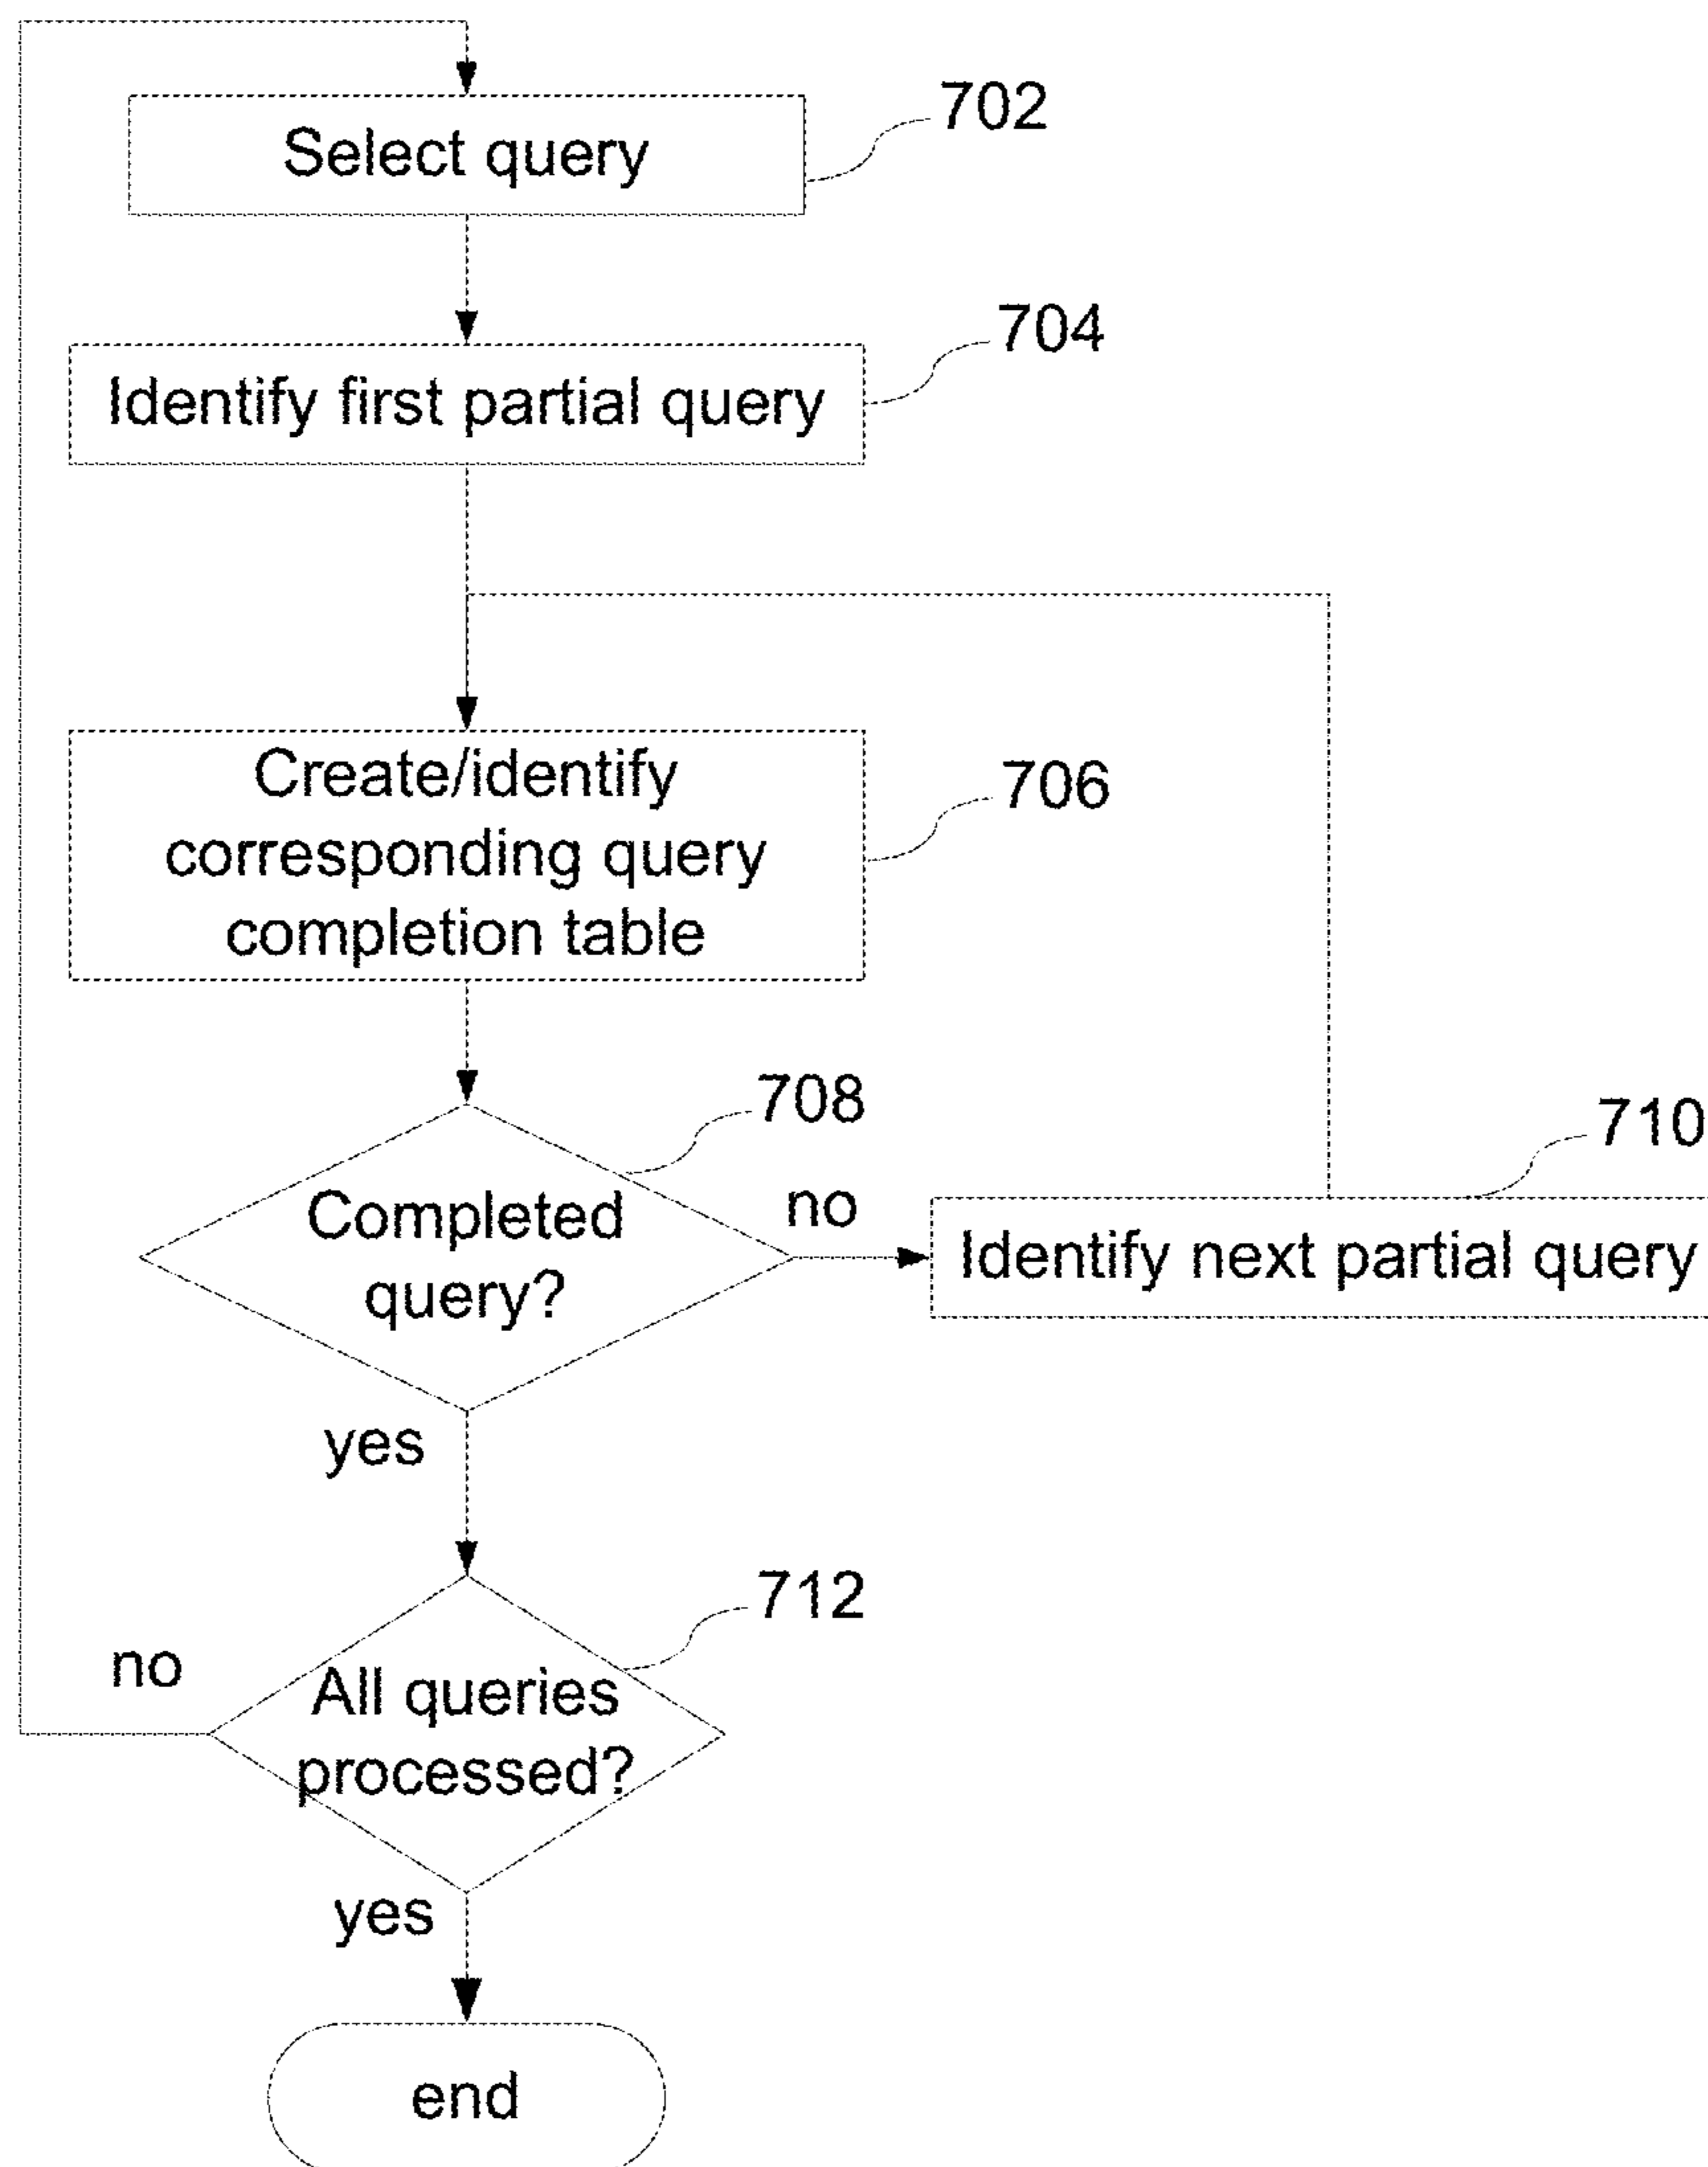 Select query
702
Identify first partial query
704
Create/identify
corresponding query
completion table
706
Completed
query?
708
no
Identify next partial query
710
yes
All queries
processed?
712
no
yes
end